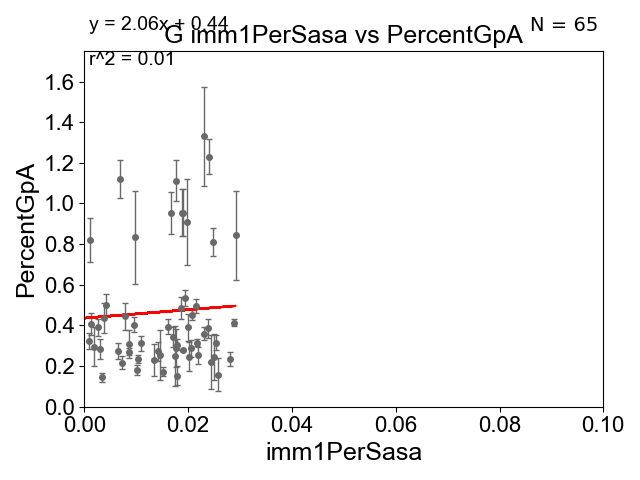 y = 2.06x + 0.44
N = 65
G imm1PerSasa vs PercentGpA
r^2 = 0.01
PercentGpA
1.6
1.4
1.2
1.0
0.8
0.6
0.4
0.2
0.0
0.00 0.02 0.04 0.06 0.08 0.10
imm1PerSasa